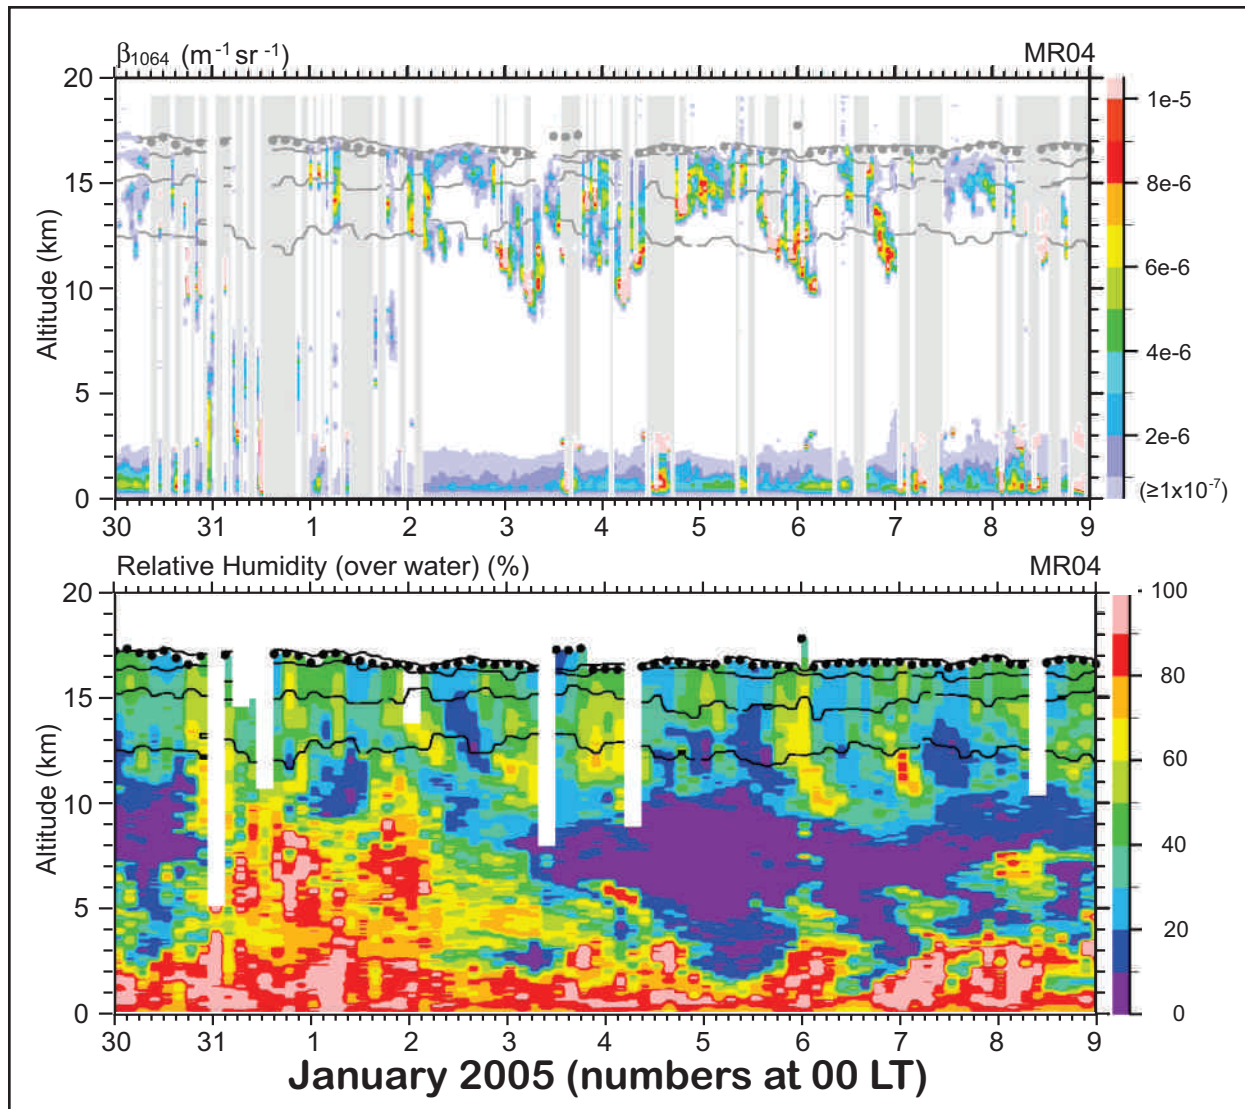 β1064 (m-1 sr -1) MR04
20
15
10
5
0
Altitude (km)
1e-5
8e-6
6e-6
4e-6
2e-6
(≥1x10-7)
30 31 1 2 3 4 5 6 7 8 9
Relative Humidity (over water) (%) MR04
20
15
10
5
0
Altitude (km)
100
80
60
40
20
0
30 31 1 2 3 4 5 6 7 8 9
January 2005 (numbers at 00 LT)